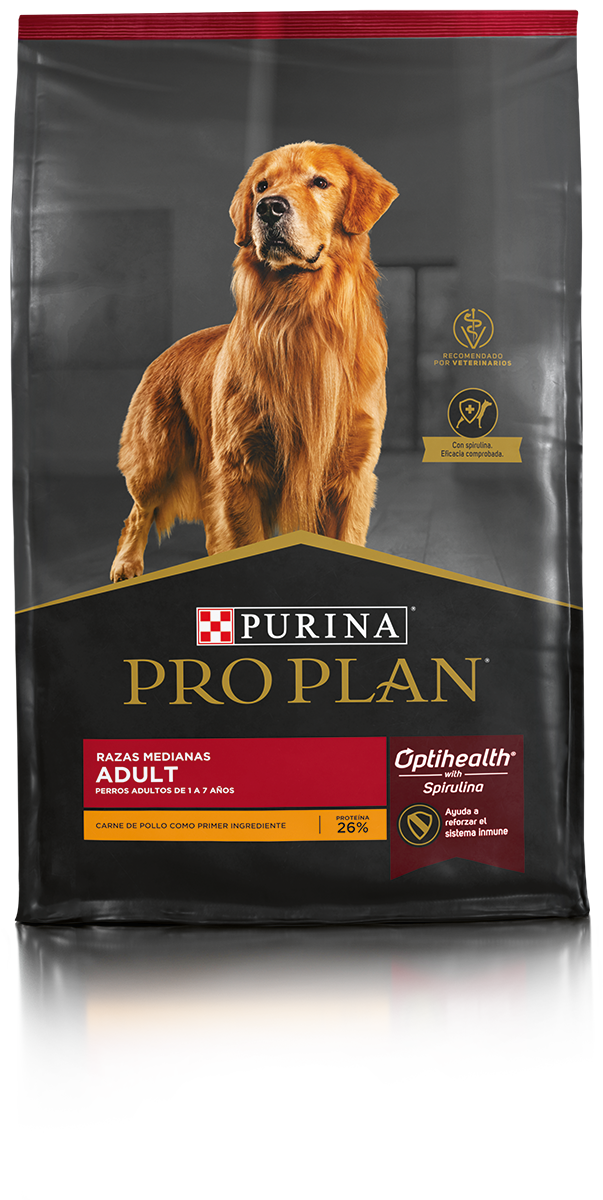 RECOMENDADO
POR VETERINARIOS
Con spirulina.
Eficacia comprobada.
PURINA®
PRO PLAN®
RAZAS MEDIANAS
ADULT
PERROS ADULTOS DE 1 A 7 AÑOS
CARNE DE POLLO COMO PRIMER INGREDIENTE
PROTEÍNA
26%
Optihealth®
with
Spirulina
Ayuda a
reforzar el
sistema inmune